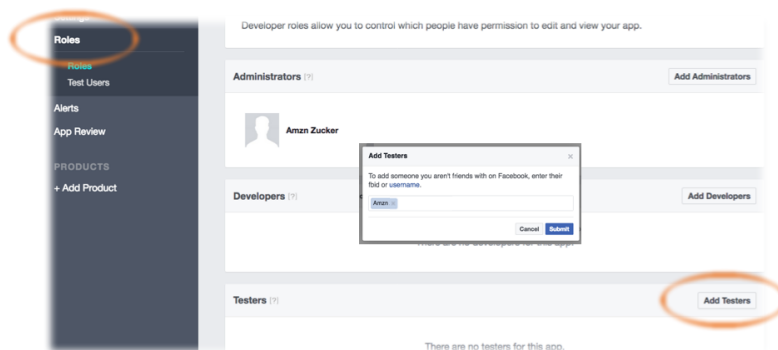 Settings
Roles
Roles
Test Users
Alerts
App Review
PRODUCTS
+ Add Product
Developer roles allow you to control which people have permission to edit and view your app.
Administrators [?]
Add Administrators
Amzn Zucker
Add Testers
×
To add someone you aren't friends with on Facebook, enter their
fbid or username.
Amzn ×
Cancel Submit
Developers [?]
Add Developers
There are no developers for this app.
Testers [?]
Add Testers
There are no testers for this app.